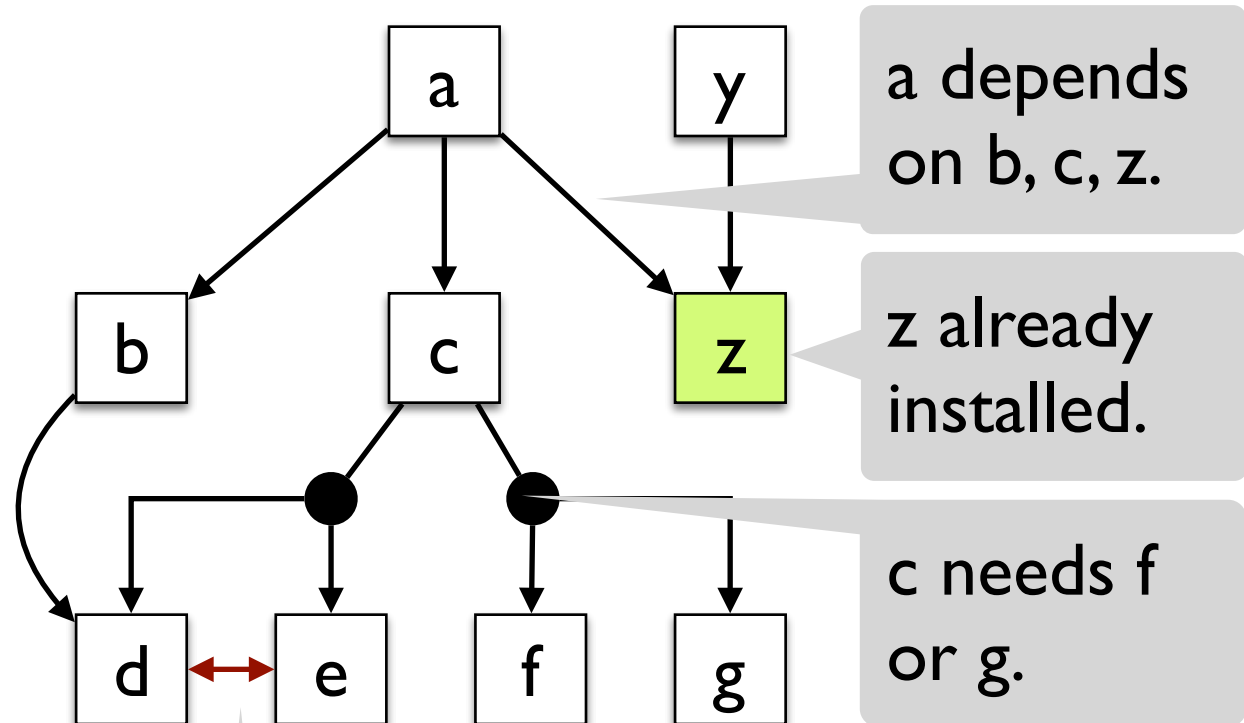 a
y
a depends
on b, c, z.
b
c
z
z already
installed.
c needs f
or g.
d
e
f
g